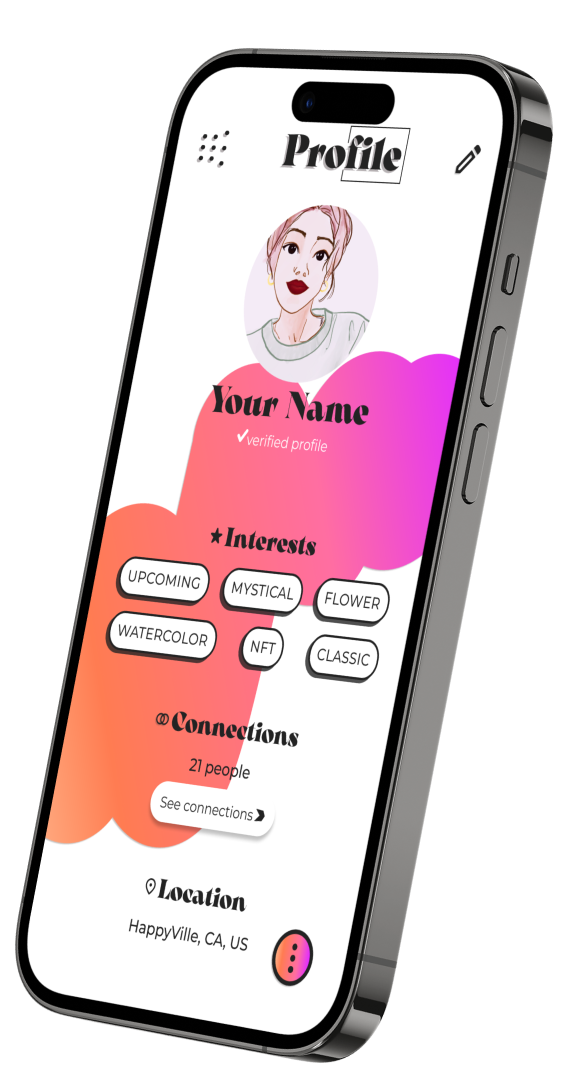 Profile
Your Name
✔verified profile
★Interests
UPCOMING MYSTICAL FLOWER
WATERCOLOR NFT CLASSIC
Connections
21 people
See connections❯
Location
HappyVille, CA, US